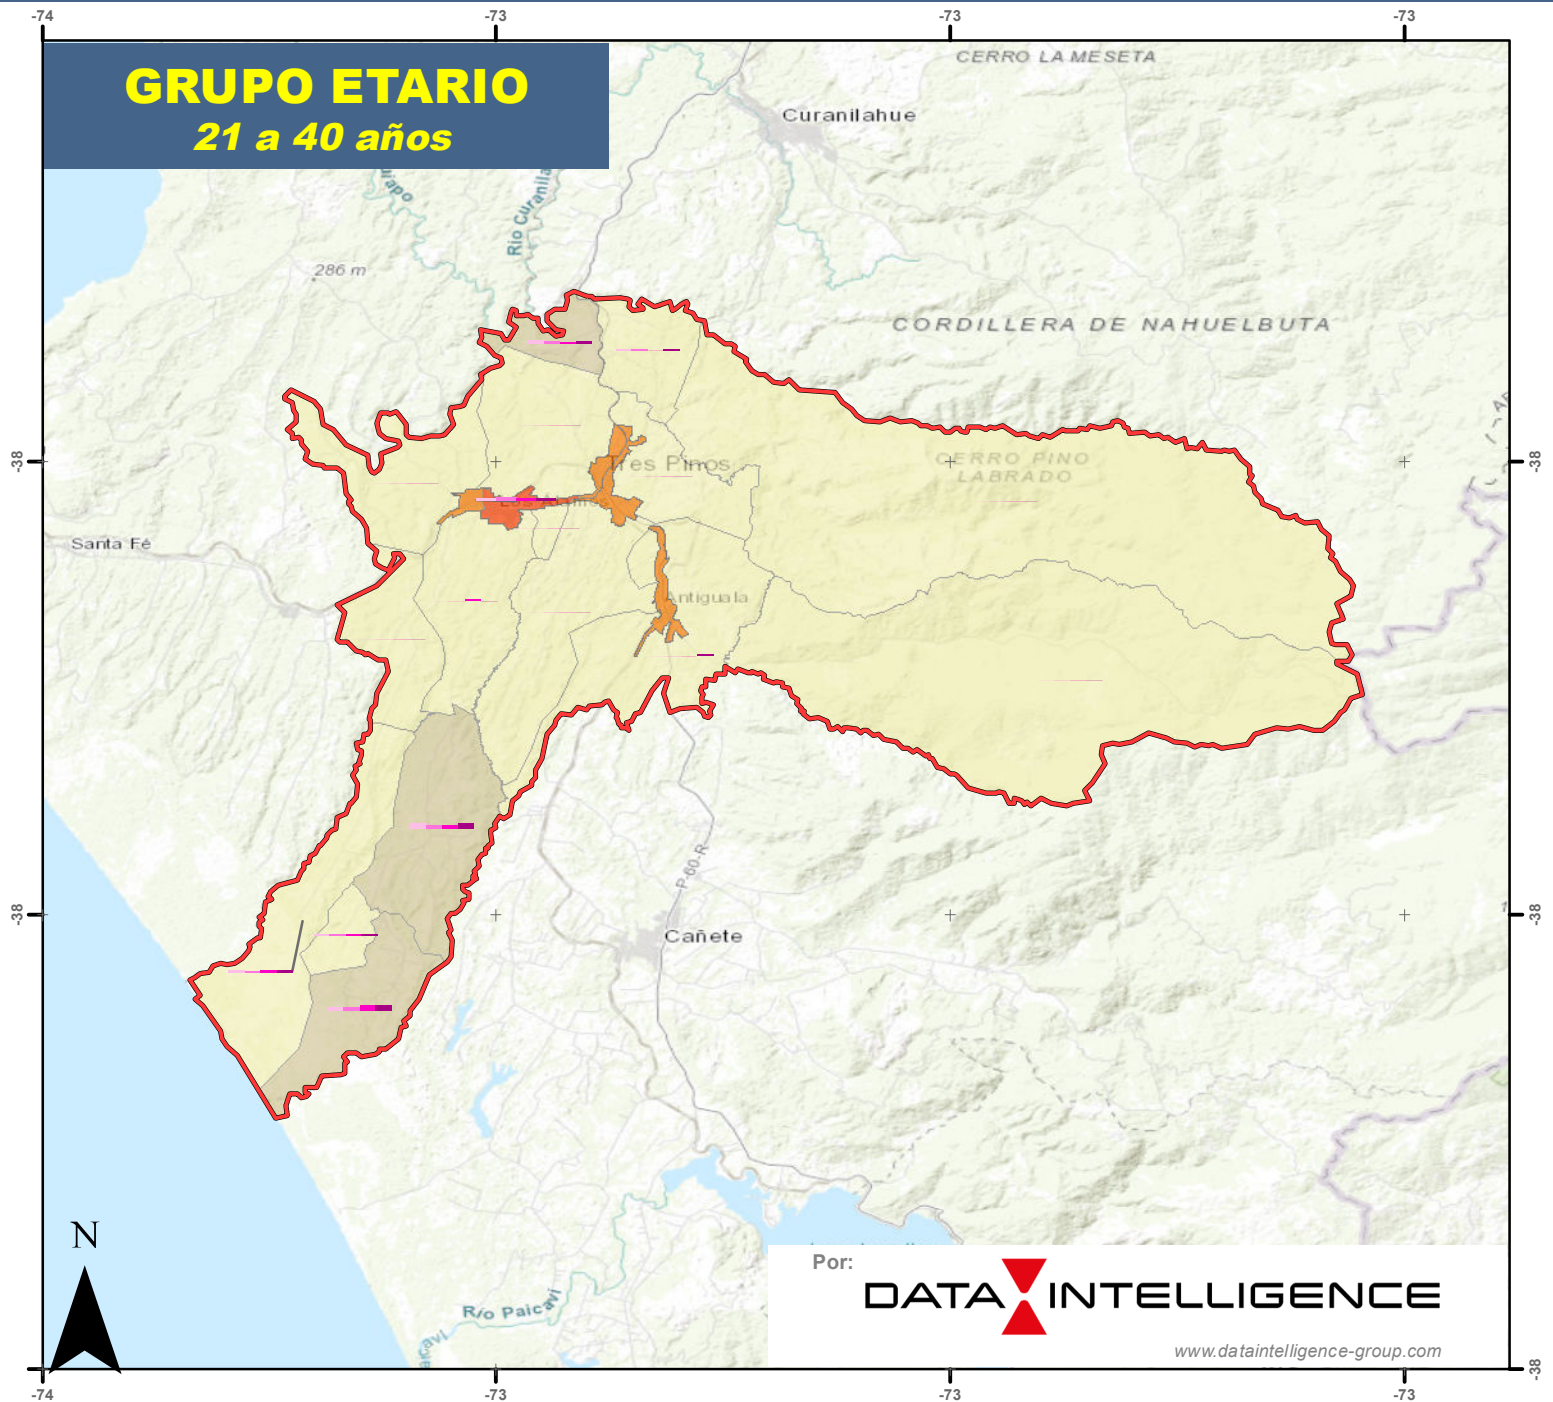 -74
-73
-73
-73
GRUPO ETARIO
21 a 40 años
CERRO LA MESETA
Curanilahue
Río Curanila
286 m
CORDILLERA DE NAHUELBUTA
-38
-38
Tres Pinos
CERRO PINO
LABRADO
Santa Fé
Antiguala
P-60-R
-38
-38
Cañete
N
Río Paicaví
Por:
DATA INTELLIGENCE
www.dataintelligence-group.com
-38
-74
-73
-73
-73